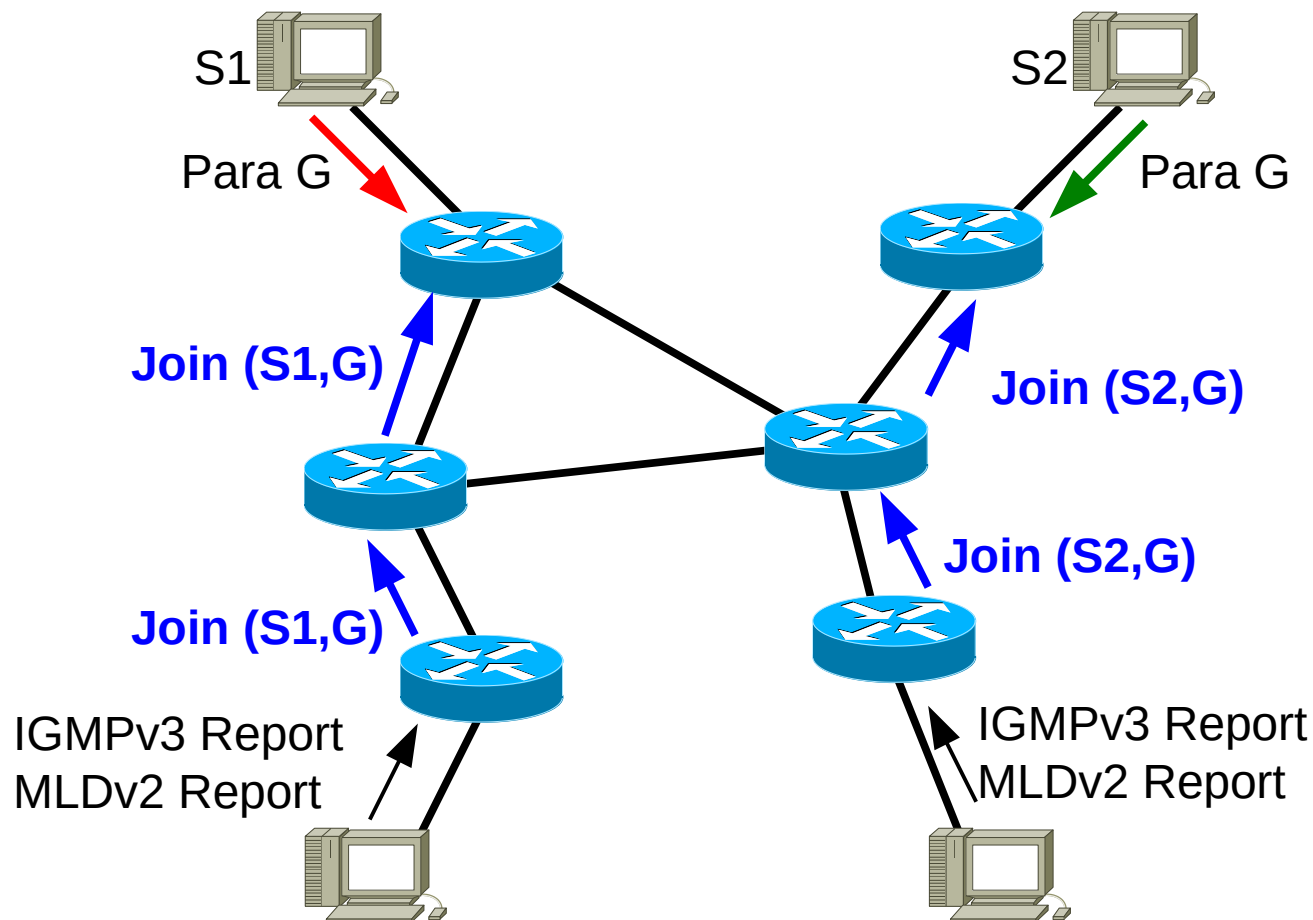 S1
S2
Para G
Para G
Join (S1,G)
Join (S2,G)
Join (S2,G)
Join (S1,G)
IGMPv3 Report
MLDv2 Report
IGMPv3 Report
MLDv2 Report